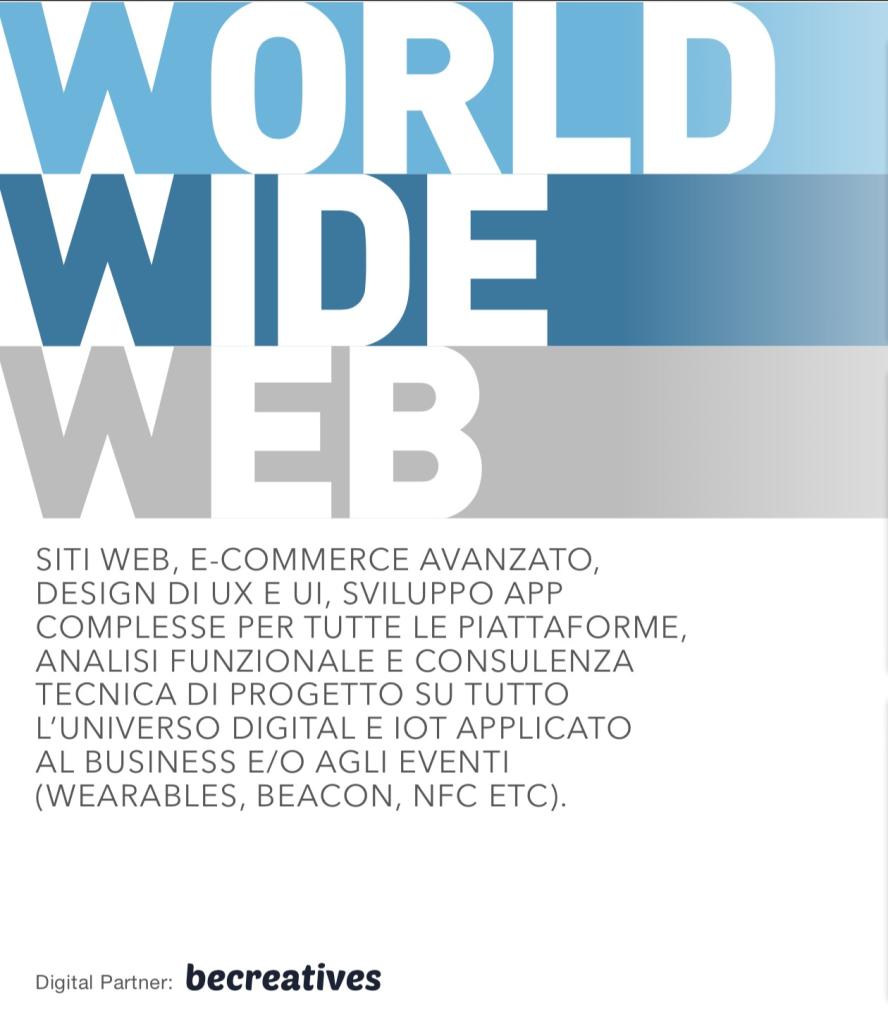 WORLD
WIDE
WEB
SITI WEB, E-COMMERCE AVANZATO,
DESIGN DI UX E UI, SVILUPPO APP
COMPLESSE PER TUTTE LE PIATTAFORME,
ANALISI FUNZIONALE E CONSULENZA
TECNICA DI PROGETTO SU TUTTO
L’UNIVERSO DIGITAL E IOT APPLICATO
AL BUSINESS E/O AGLI EVENTI
(WEARABLES, BEACON, NFC ETC).
Digital Partner: becreatives